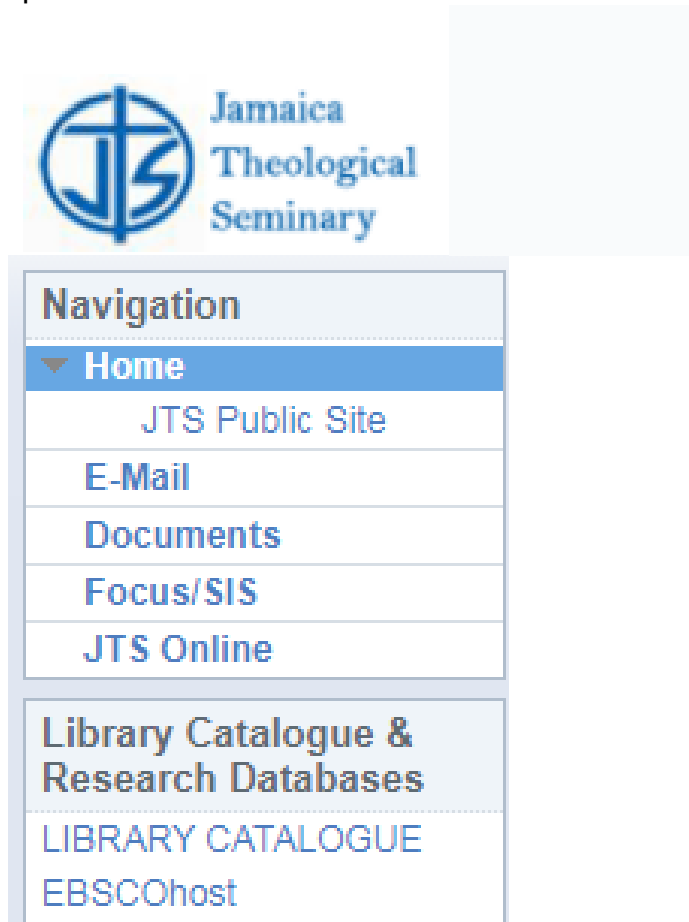 JTS
Jamaica
Theological
Seminary
Navigation
Home
JTS Public Site
E-Mail
Documents
Focus/SIS
JTS Online
Library Catalogue &
Research Databases
LIBRARY CATALOGUE
EBSCOhost